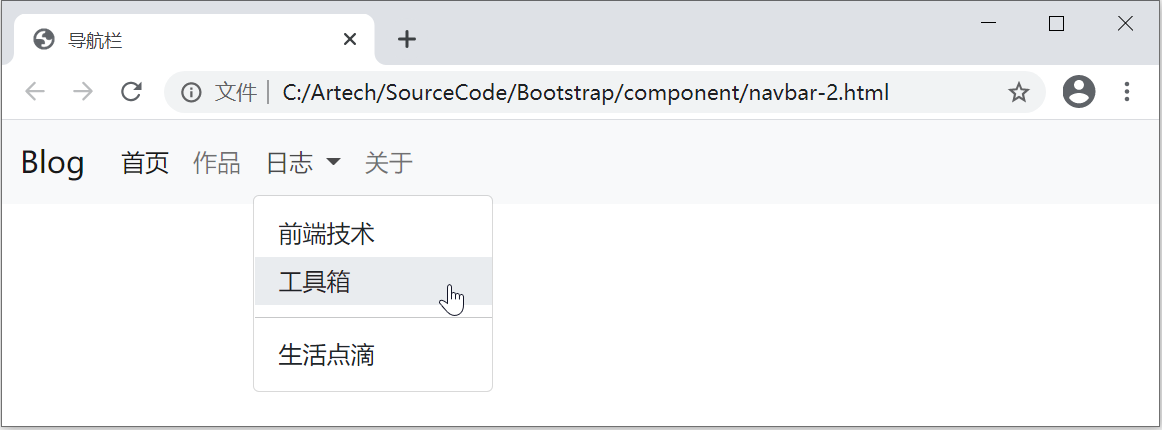 导航栏
文件 C:/Artech/SourceCode/Bootstrap/component/navbar-2.html
Blog 首页 作品 日志 关于
前端技术
工具箱
生活点滴